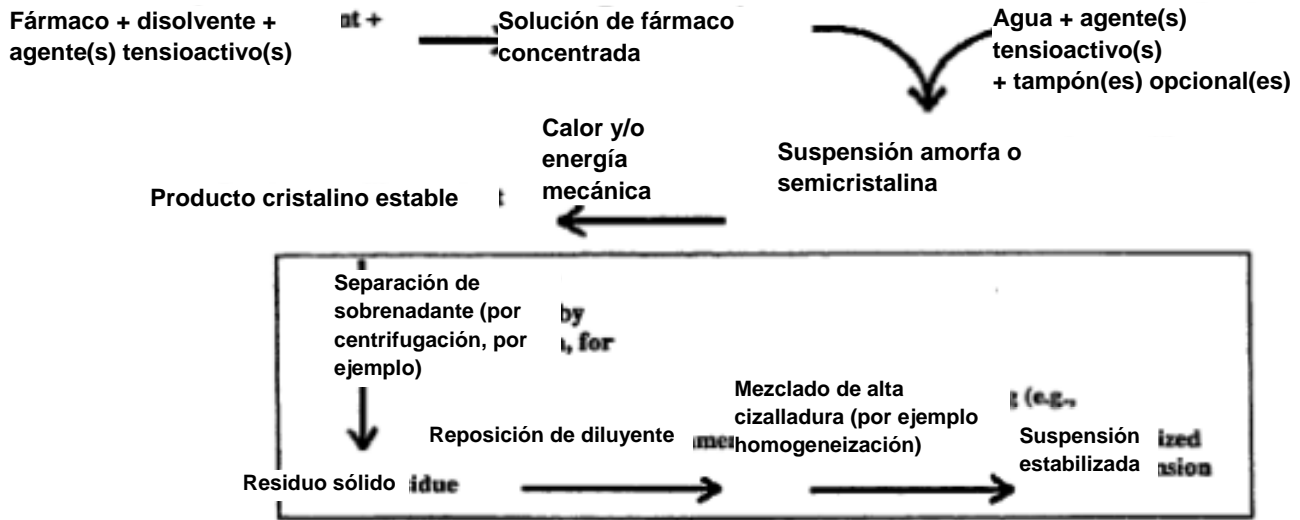 Fármaco + disolvente +
agente(s) tensioactivo(s)
nt +
Solución de fármaco
concentrada
Agua + agente(s)
tensioactivo(s)
+ tampón(es) opcional(es)
Calor y/o
energía
mecánica
Suspensión amorfa o
semicristalina
Producto cristalino estable
Separación de
sobrenadante (por
centrifugación, por
ejemplo)
by
, for
Mezclado de alta
cizalladura (por ejemplo
homogeneización)
g (e.g.,
Reposición de diluyente
Suspensión
estabilizada
ized
nsion
Residuo sólido
idue